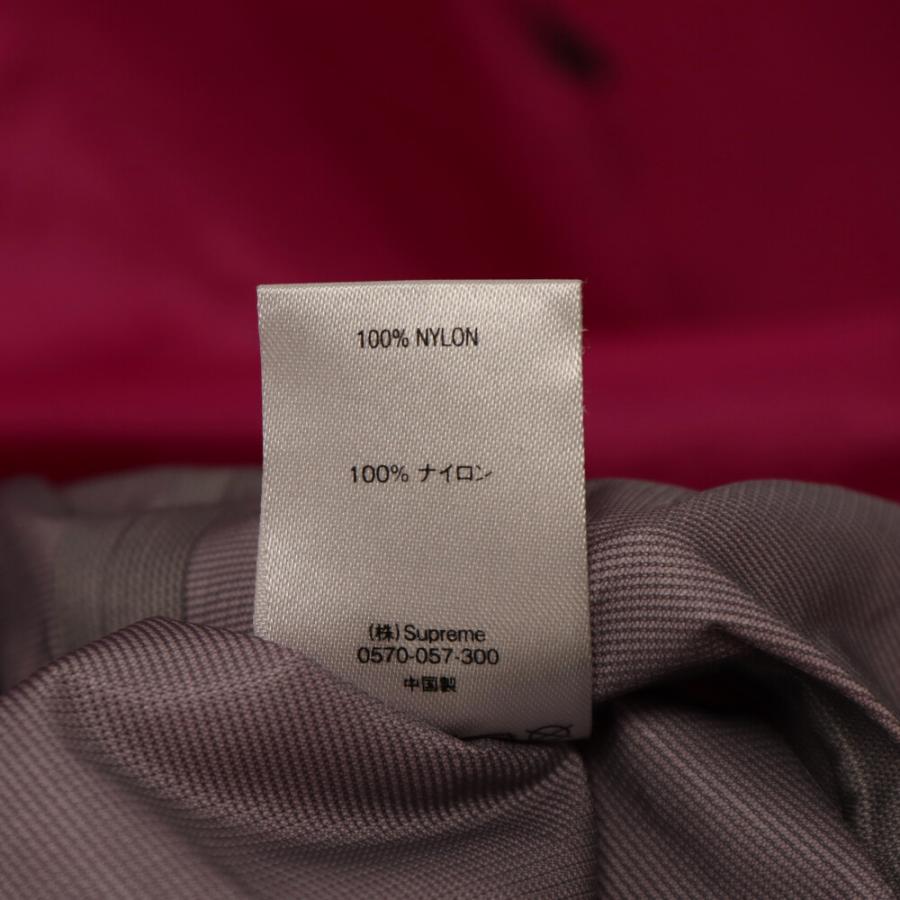 100% NYLON
100% ナイロン
(株)Supreme
0570-057-300
中国製